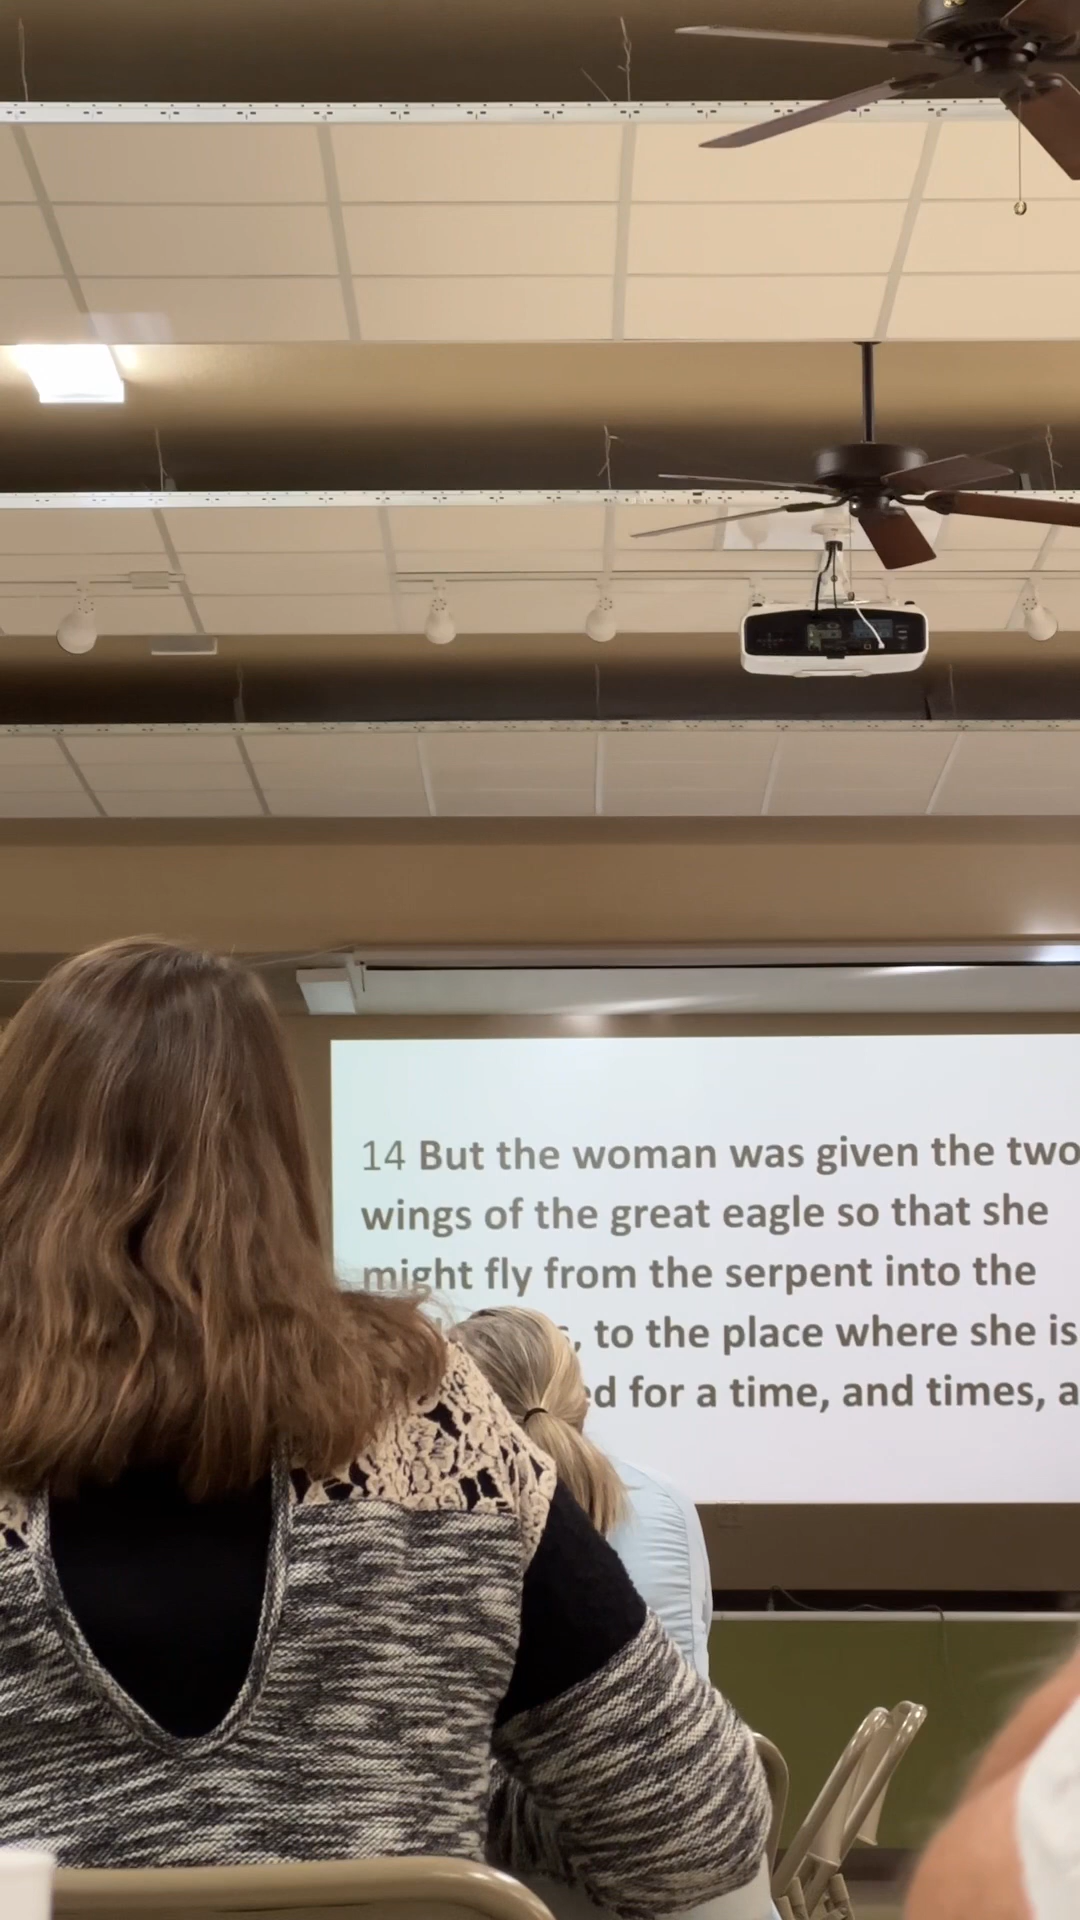 14 But the woman was given the two
wings of the great eagle so that she
might fly from the serpent into the
, to the place where she is
for a time, and times,